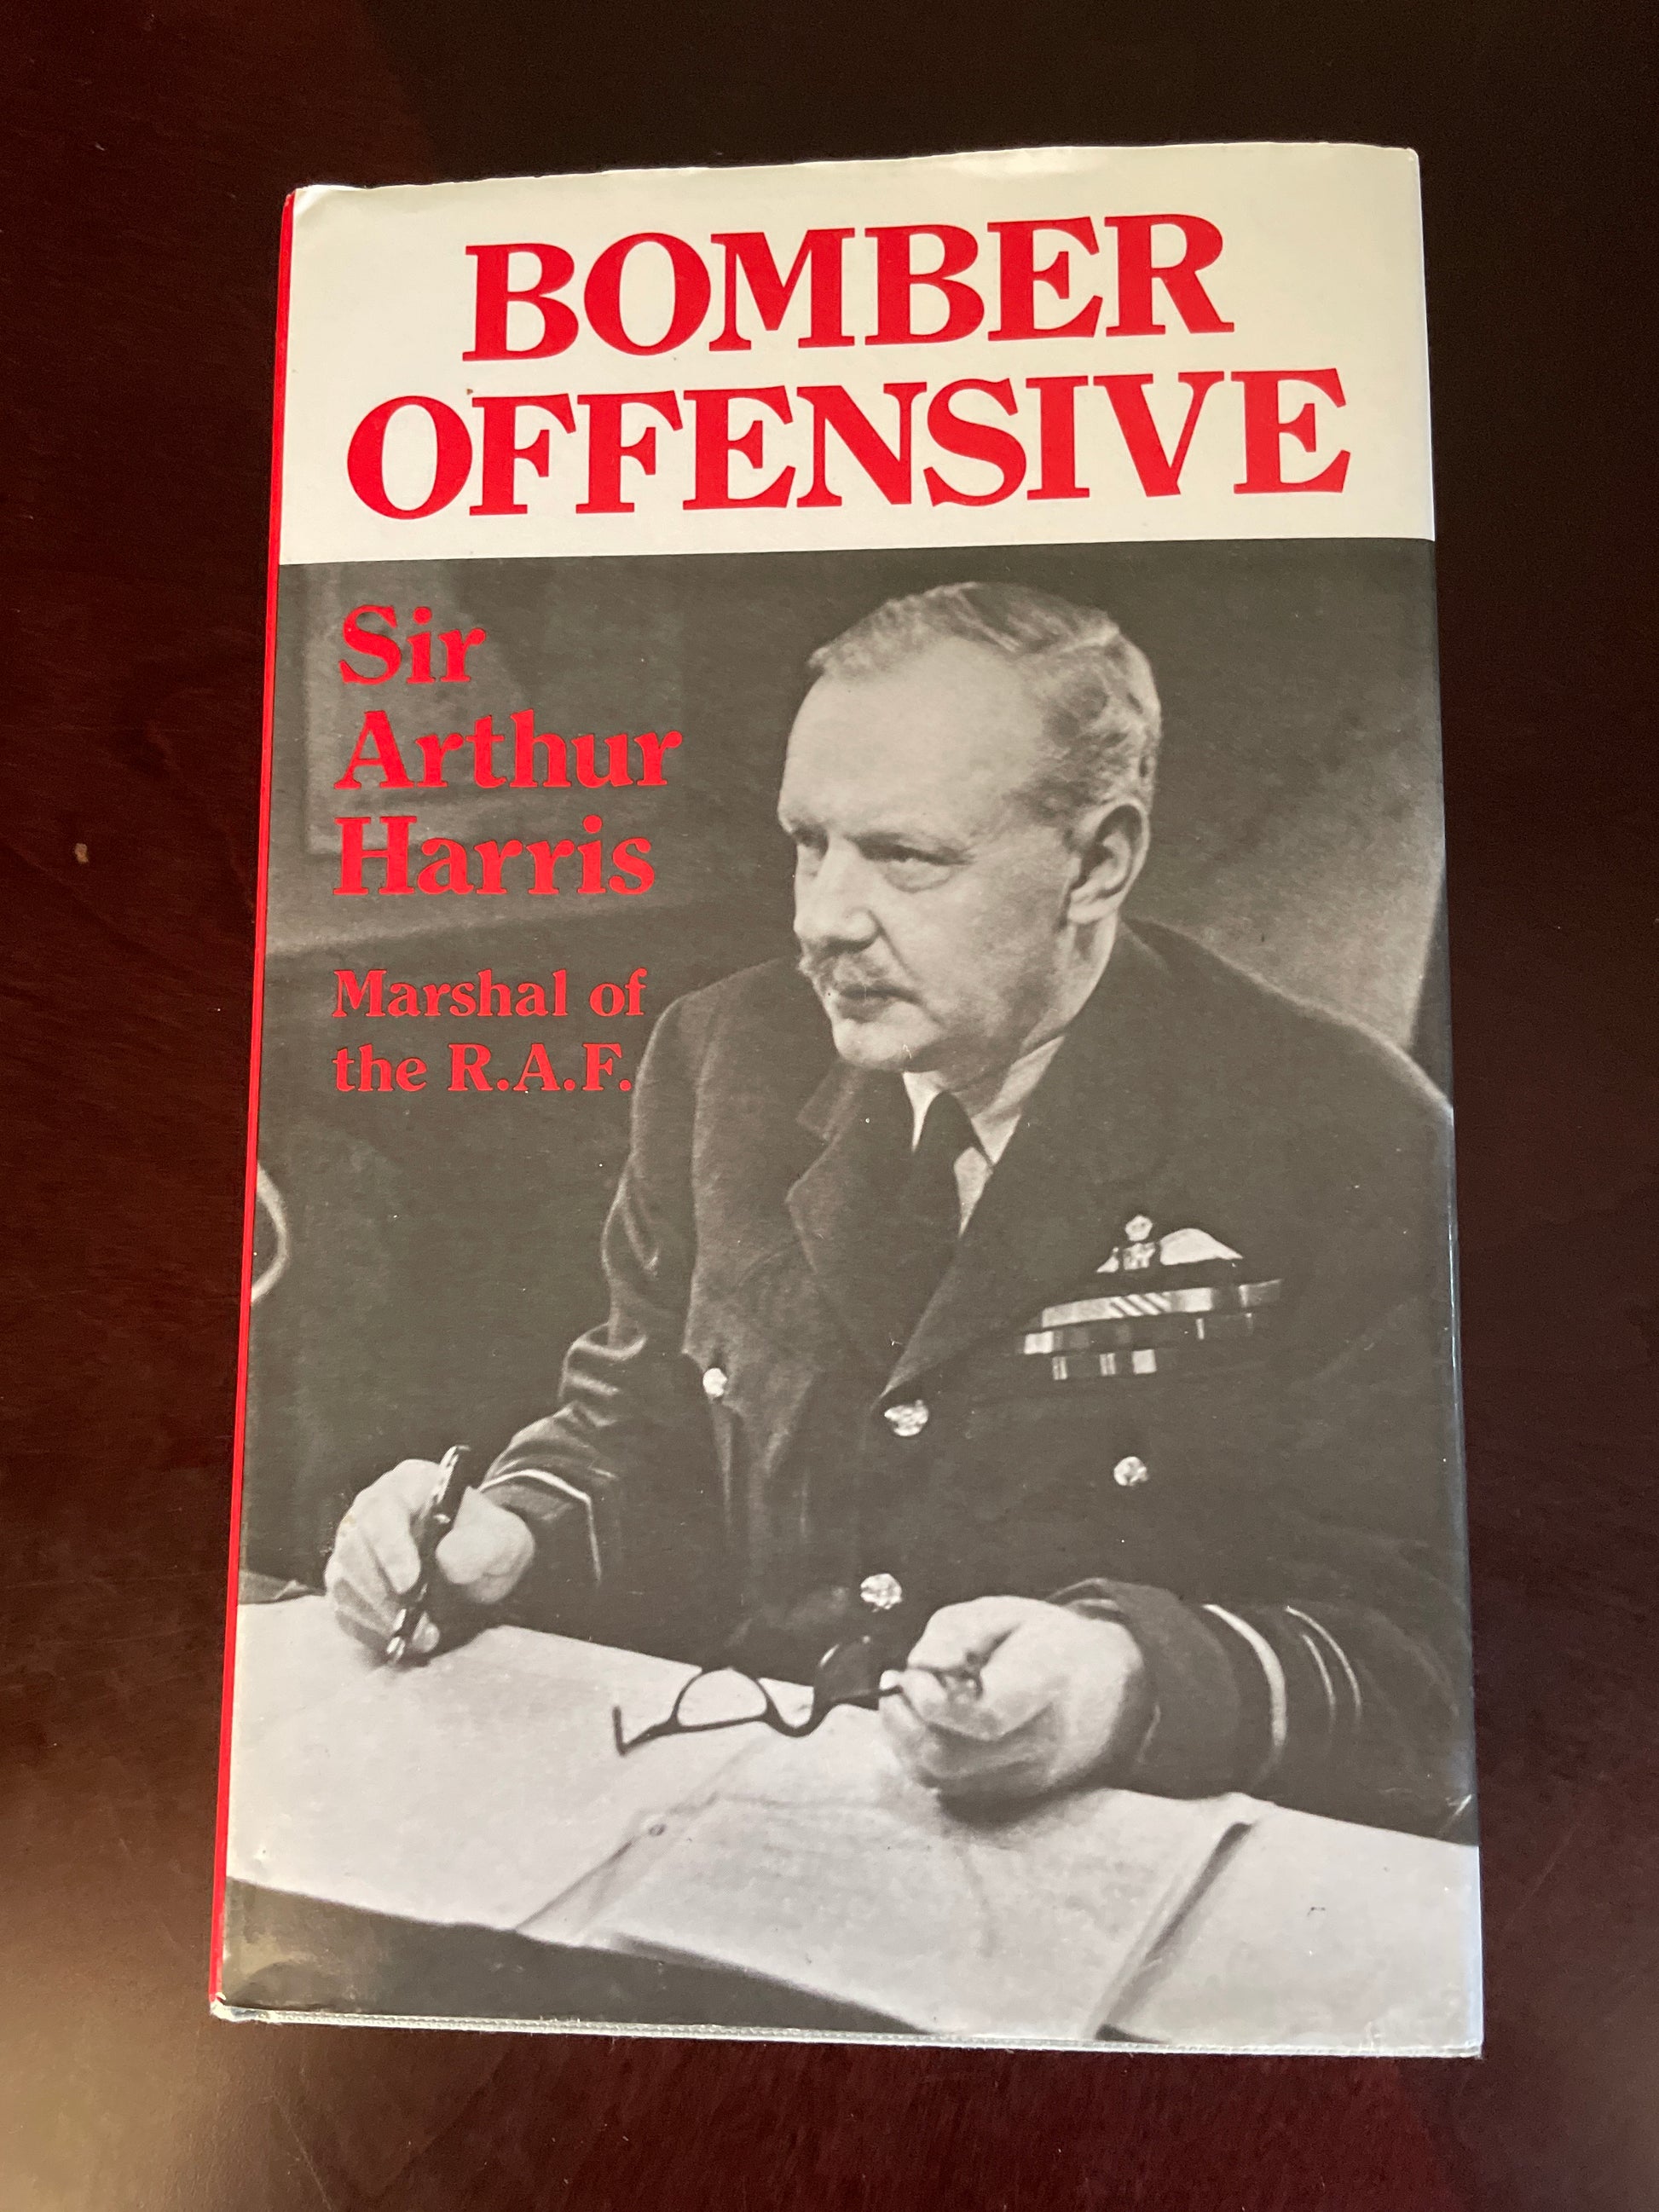 BOMBER
OFFENSIVE
Sir
Arthur
Harris
Marshal of
the R.A.F.